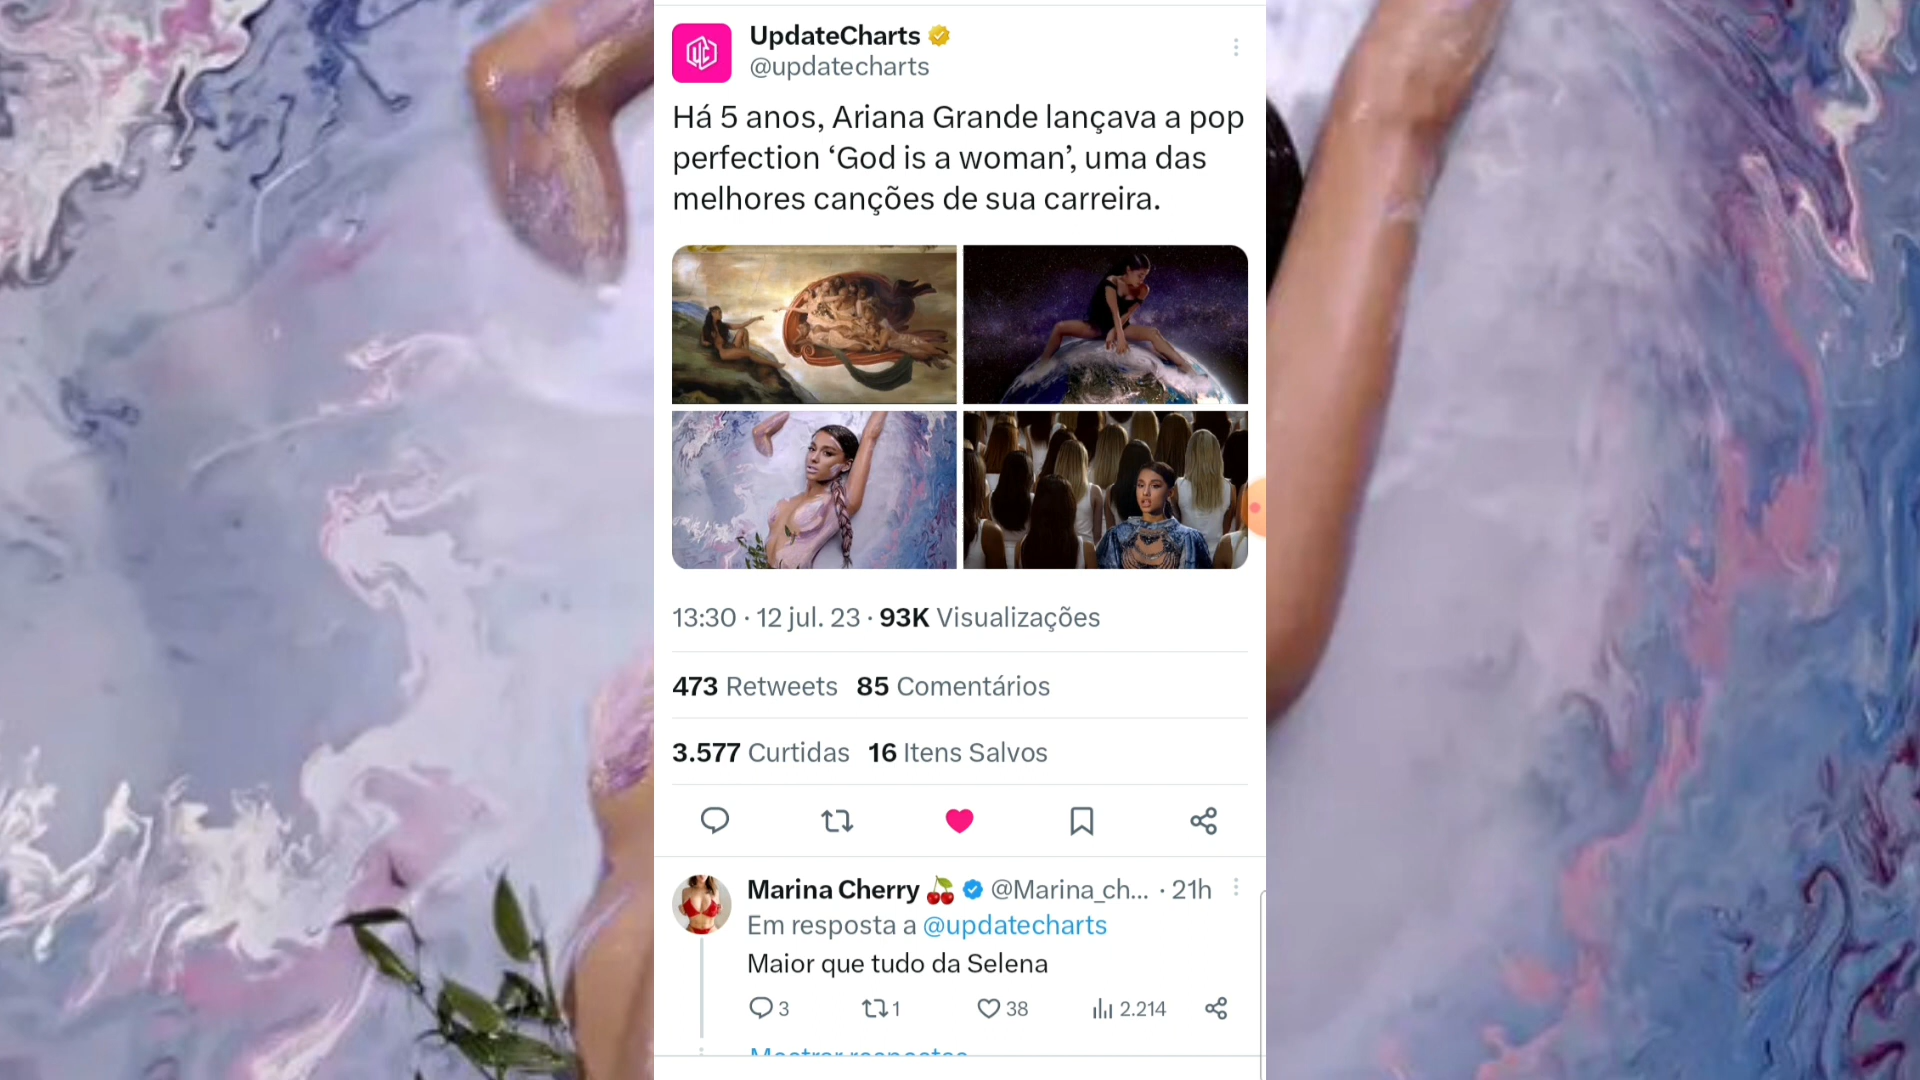 UpdateCharts
@updatecharts
Há 5 anos, Ariana Grande lançava a pop
perfection ‘God is a woman’, uma das
melhores canções de sua carreira.
13:30 · 12 jul. 23 · 93K Visualizações
473 Retweets 85 Comentários
3.577 Curtidas 16 Itens Salvos
Marina Cherry 🍒 @Marina_ch... · 21h
Em resposta a @updatecharts
Maior que tudo da Selena
3 1 38 2.214
Mostrar respostas